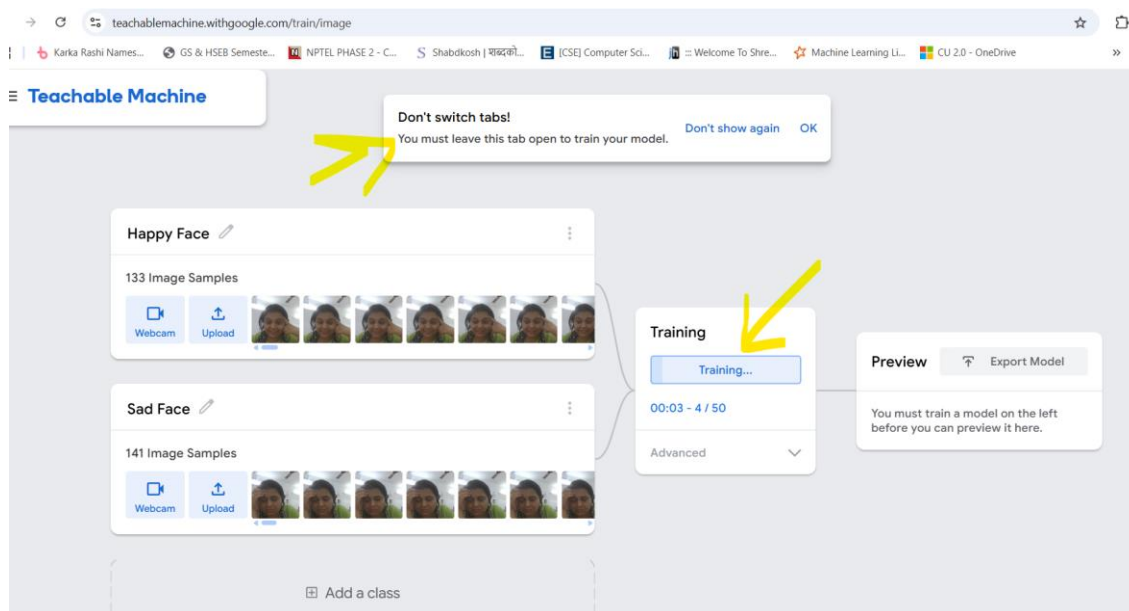 teachablemachine.withgoogle.com/train/image
Karka Rashi Names... GS & HSEB Semeste... NPTEL PHASE 2 - C... Shabdkosh | शब्दको... [CSE] Computer Sci... ::: Welcome To Shre... Machine Learning Li... CU 2.0 - OneDrive »
Teachable Machine
Don't switch tabs!
You must leave this tab open to train your model.
Don't show again OK
Happy Face
133 Image Samples
Webcam Upload
Sad Face
141 Image Samples
Webcam Upload
Add a class
Training
Training...
00:03 - 4 / 50
Advanced
Preview Export Model
You must train a model on the left
before you can preview it here.